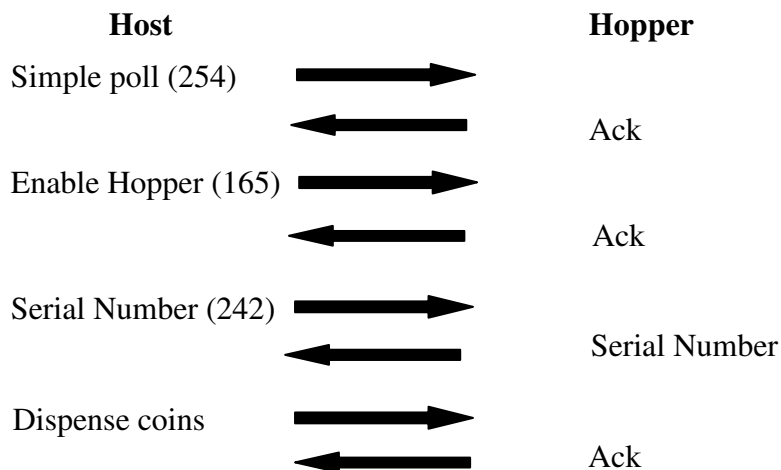 Host Hopper
Simple poll (254)
Ack
Enable Hopper (165)
Ack
Serial Number (242)
Serial Number
Dispense coins
Ack